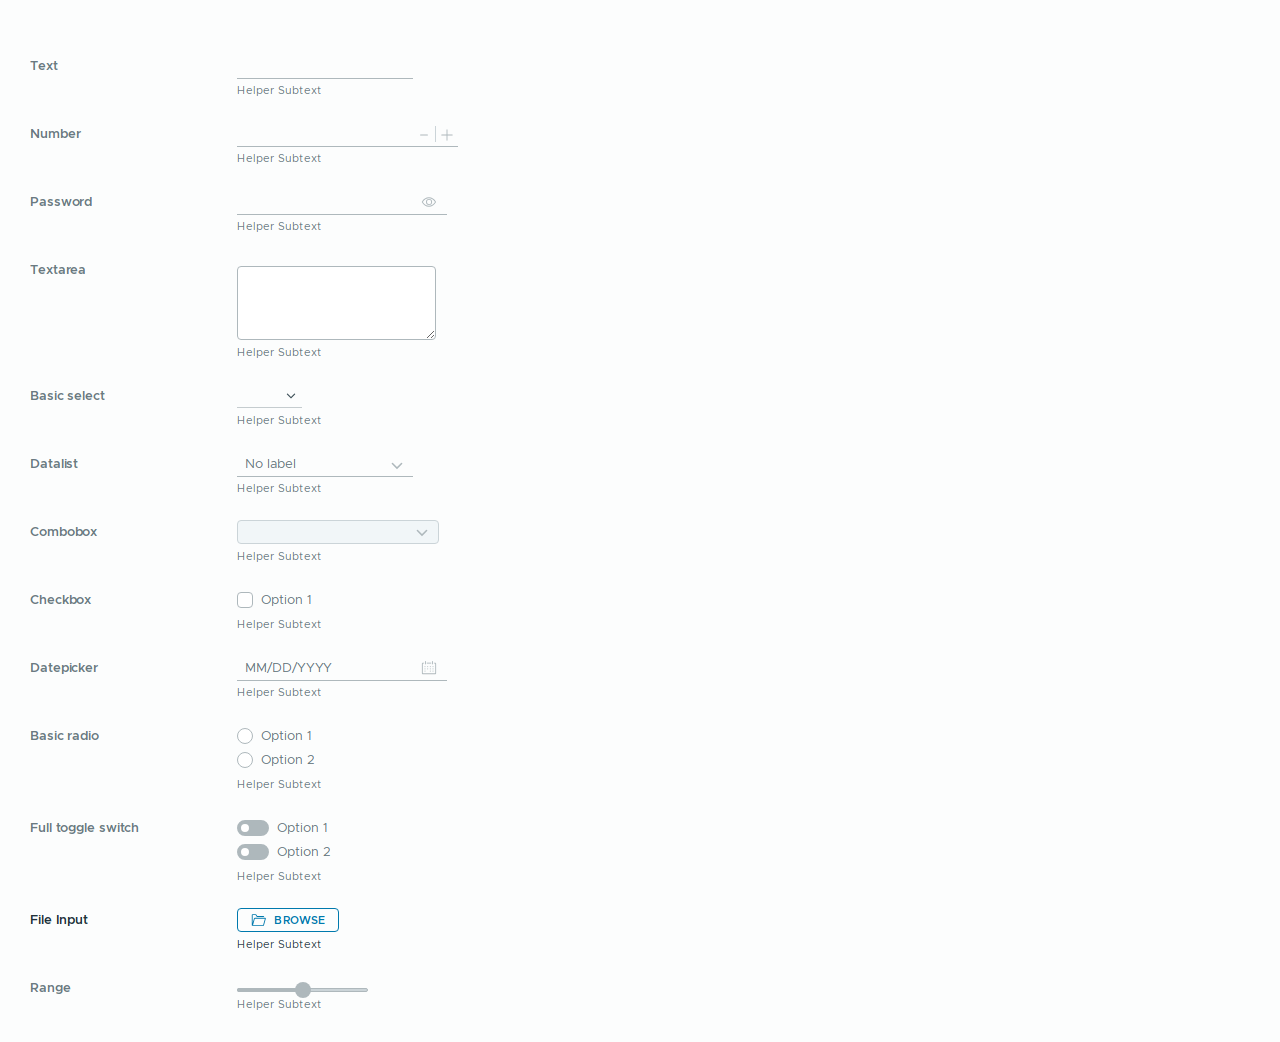 Text
Helper Subtext
Number
Helper Subtext
Password
Helper Subtext
Textarea
Helper Subtext
Basic select
Helper Subtext
Datalist
No label
Helper Subtext
Combobox
Helper Subtext
Checkbox
Option 1
Helper Subtext
Datepicker
MM/DD/YYYY
Helper Subtext
Basic radio
Option 1
Option 2
Helper Subtext
Full toggle switch
Option 1
Option 2
Helper Subtext
File Input
BROWSE
Helper Subtext
Range
Helper Subtext